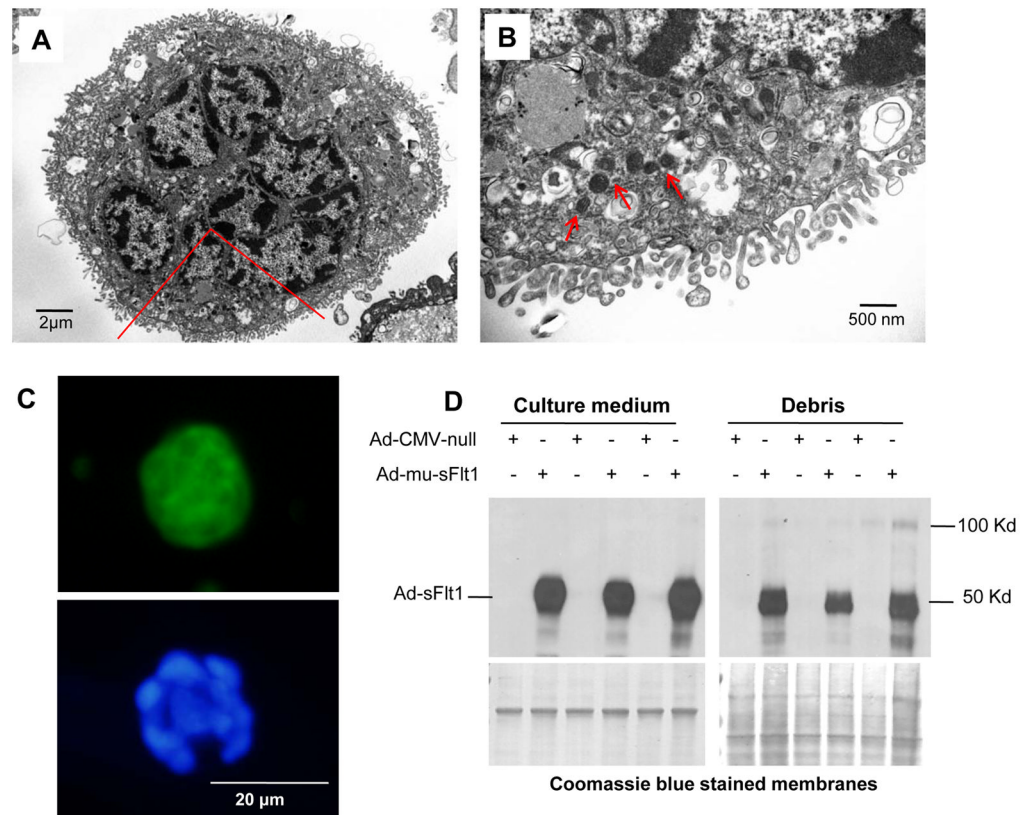 A
2μm
B
500 nm
C
20 μm
D
Culture medium Debris
Ad-CMV-null + - + - + - + - + - + -
Ad-mu-sFlt1 - + - + - + - + - + - +
100 Kd
Ad-sFlt1 50 Kd
Coomassie blue stained membranes